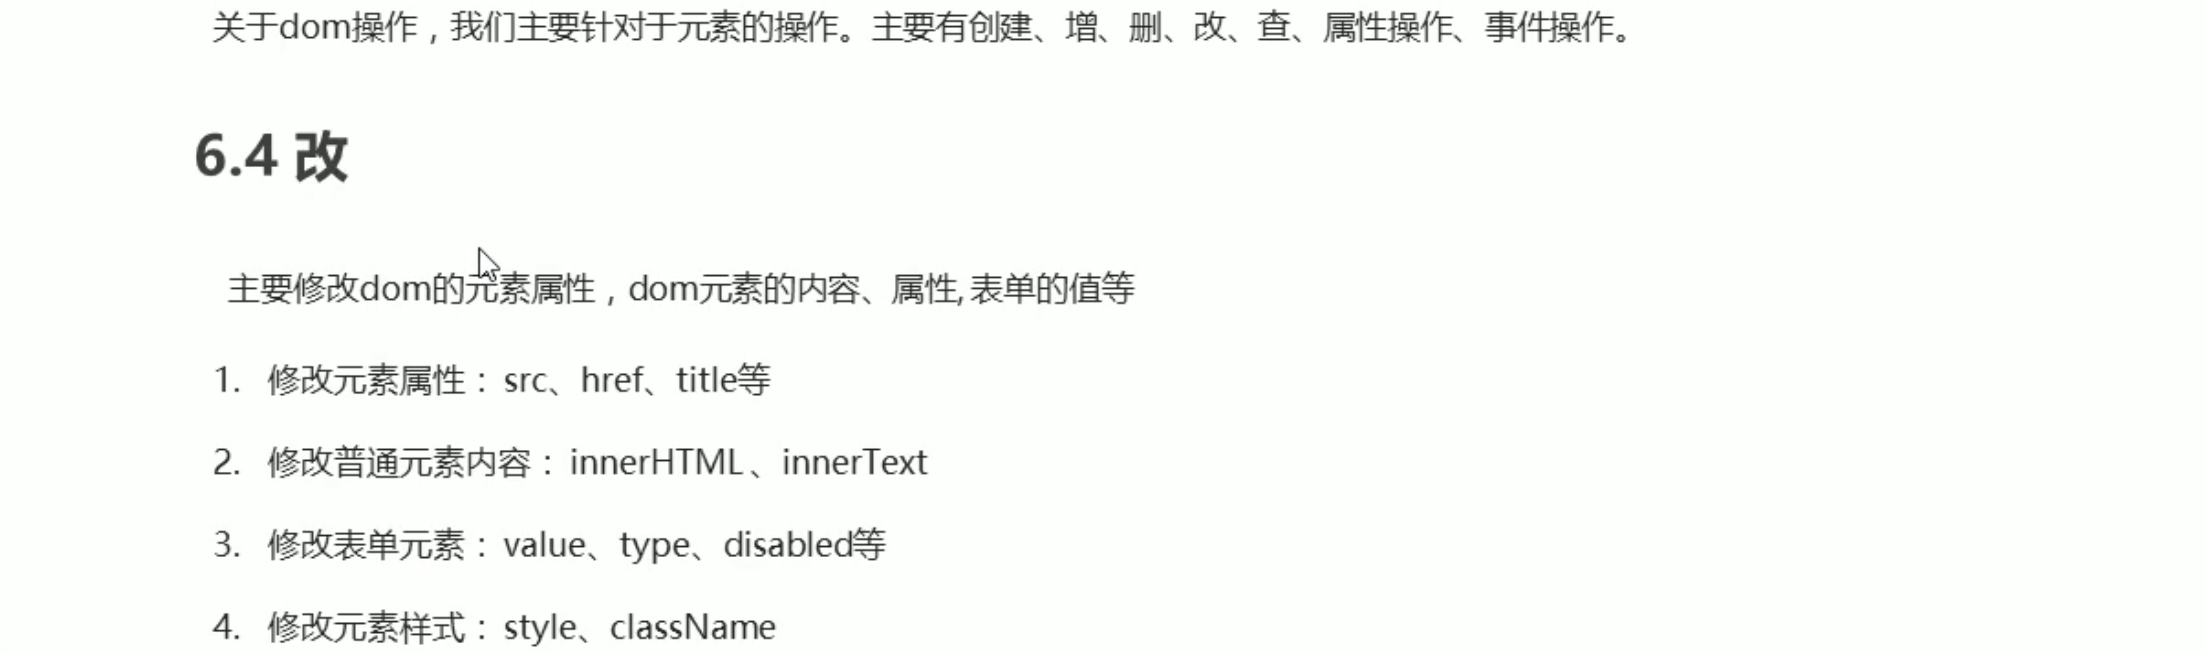 关于dom操作，我们主要针对于元素的操作。主要有创建、增、删、改、查、属性操作、事件操作。
6.4 改
主要修改dom的元素属性，dom元素的内容、属性, 表单的值等
1. 修改元素属性：src、href、title等
2. 修改普通元素内容：innerHTML、innerText
3. 修改表单元素：value、type、disabled等
4. 修改元素样式：style、className